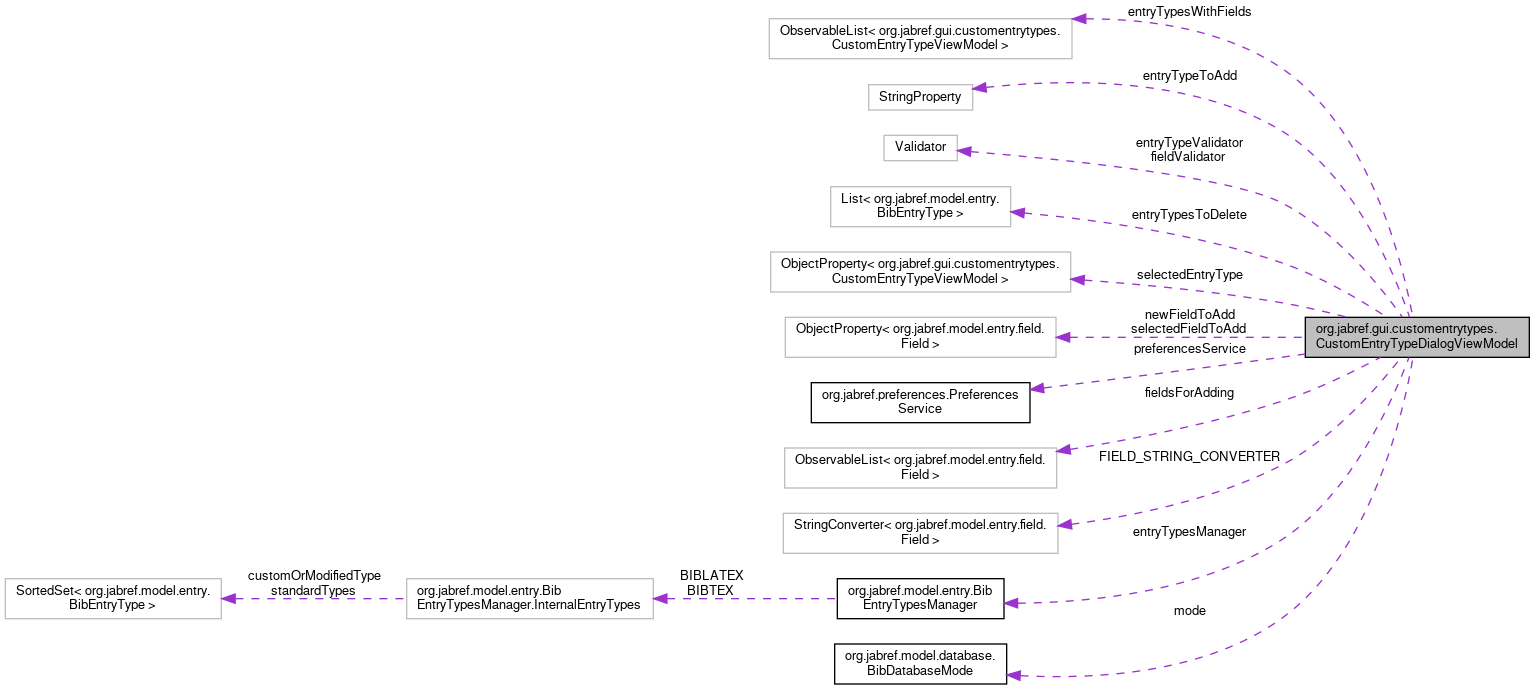 entryTypesWithFields
ObservableList< org.jabref.gui.customentrytypes.
CustomEntryTypeViewModel >
entryTypeToAdd
StringProperty
entryTypeValidator
fieldValidator
Validator
List< org.jabref.model.entry.
BibEntryType >
entryTypesToDelete
ObjectProperty< org.jabref.gui.customentrytypes.
CustomEntryTypeViewModel >
selectedEntryType
newFieldToAdd
selectedFieldToAdd
ObjectProperty< org.jabref.model.entry.field.
Field >
org.jabref.gui.customentrytypes.
CustomEntryTypeDialogViewModel
preferencesService
org.jabref.preferences.Preferences
Service
fieldsForAdding
ObservableList< org.jabref.model.entry.field.
Field >
FIELD_STRING_CONVERTER
StringConverter< org.jabref.model.entry.field.
Field >
entryTypesManager
SortedSet< org.jabref.model.entry.
BibEntryType >
customOrModifiedType
standardTypes
org.jabref.model.entry.Bib
EntryTypesManager.InternalEntryTypes
BIBLATEX
BIBTEX
org.jabref.model.entry.Bib
EntryTypesManager
mode
org.jabref.model.database.
BibDatabaseMode